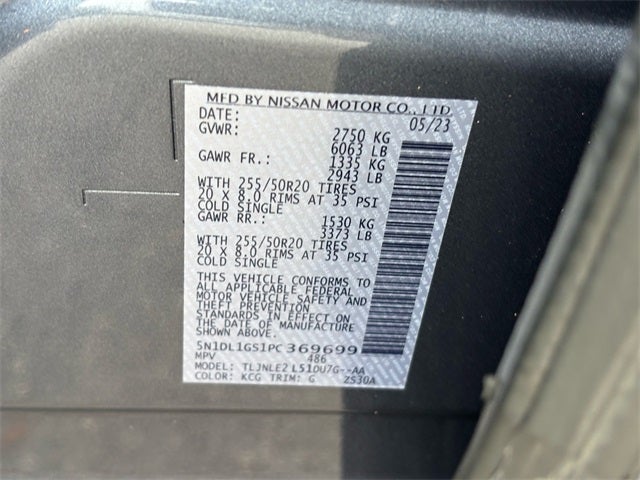 MFD BY NISSAN MOTOR CO., LTD.
DATE: 05/23
GVWR: 2750 KG
6063 LB
GAWR FR.: 1335 KG
2943 LB
WITH 255/50R20 TIRES
20 X 8.0 RIMS AT 35 PSI
COLD SINGLE
GAWR RR.: 1530 KG
3373 LB
WITH 255/50R20 TIRES
20 X 8.0 RIMS AT 35 PSI
COLD SINGLE
THIS VEHICLE CONFORMS TO
ALL APPLICABLE FEDERAL
MOTOR VEHICLE SAFETY AND
THEFT PREVENTION
STANDARDS IN EFFECT ON
THE DATE OF MANUFACTURE
SHOWN ABOVE.
5N1DL1GS1PC369699
MPV 486
MODEL: TLJNLE2 L51DU7G--AA
COLOR: KCG TRIM: G ZS30A